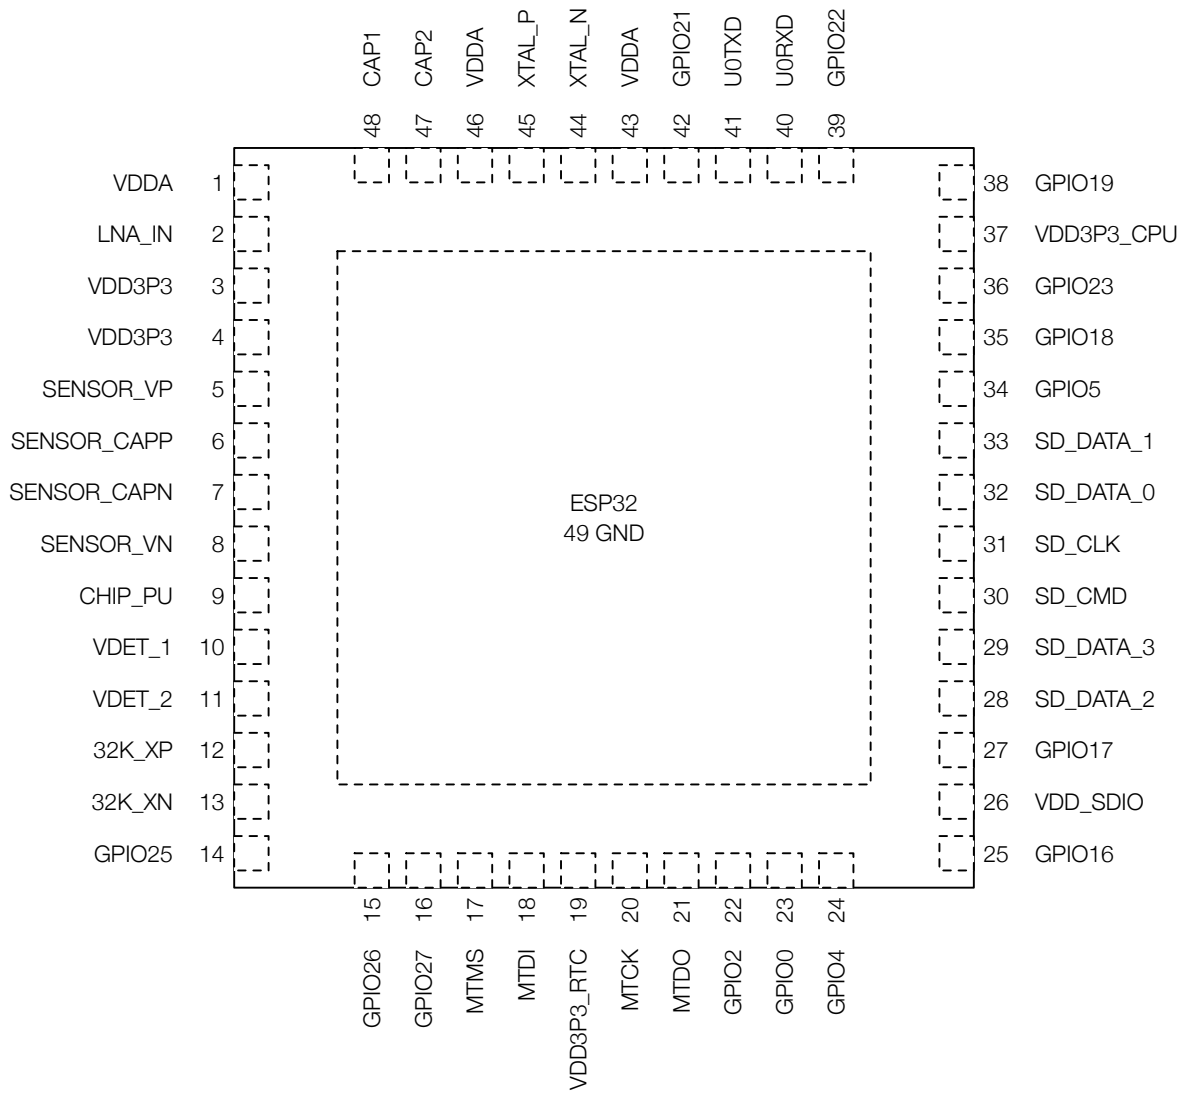 CAP1
CAP2
VDDA
XTAL_P
XTAL_N
VDDA
GPIO21
U0TXD
U0RXD
GPIO22
48
47
46
45
44
43
42
41
40
39
VDDA 1
38 GPIO19
LNA_IN 2
37 VDD3P3_CPU
VDD3P3 3
36 GPIO23
VDD3P3 4
35 GPIO18
SENSOR_VP 5
34 GPIO5
SENSOR_CAPP 6
33 SD_DATA_1
SENSOR_CAPN 7
32 SD_DATA_0
ESP32
49 GND
SENSOR_VN 8
31 SD_CLK
CHIP_PU 9
30 SD_CMD
VDET_1 10
29 SD_DATA_3
VDET_2 11
28 SD_DATA_2
32K_XP 12
27 GPIO17
32K_XN 13
26 VDD_SDIO
GPIO25 14
25 GPIO16
15
16
17
18
19
20
21
22
23
24
GPIO26
GPIO27
MTMS
MTDI
VDD3P3_RTC
MTCK
MTDO
GPIO2
GPIO0
GPIO4